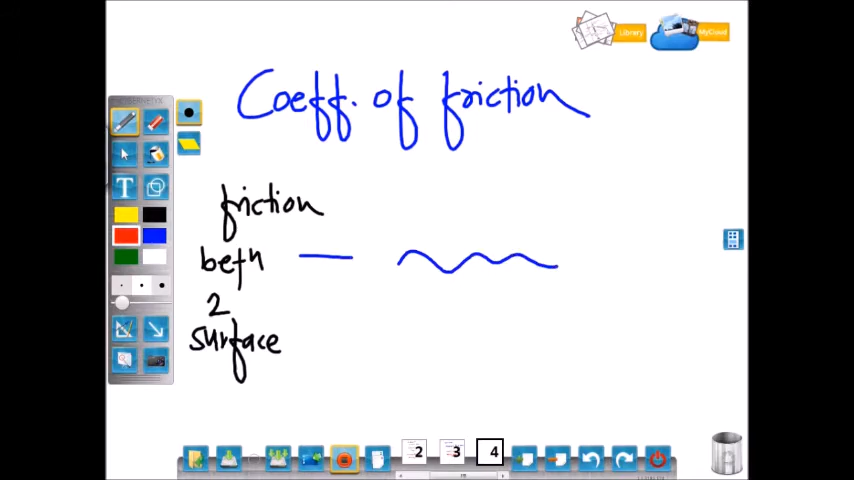 Library
MyCloud
Coeff. of friction
friction
betn
2
surface
T
2 3 4